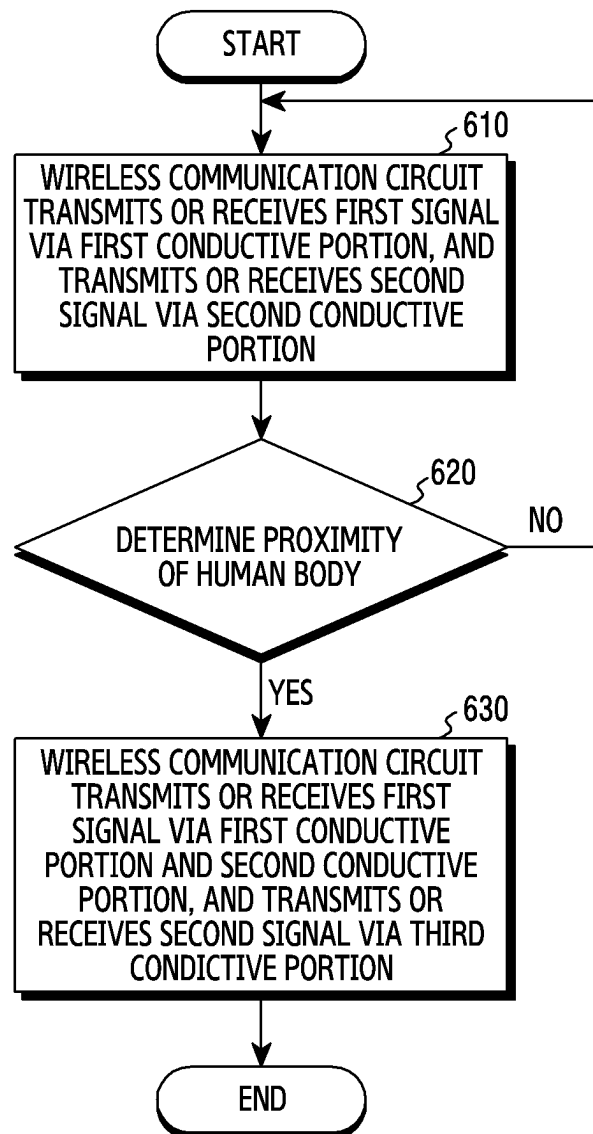 START
610
WIRELESS COMMUNICATION CIRCUIT
TRANSMITS OR RECEIVES FIRST SIGNAL
VIA FIRST CONDUCTIVE PORTION, AND
TRANSMITS OR RECEIVES SECOND
SIGNAL VIA SECOND CONDUCTIVE
PORTION
620
DETERMINE PROXIMITY
OF HUMAN BODY
NO
YES
630
WIRELESS COMMUNICATION CIRCUIT
TRANSMITS OR RECEIVES FIRST
SIGNAL VIA FIRST CONDUCTIVE
PORTION AND SECOND CONDUCTIVE
PORTION, AND TRANSMITS OR
RECEIVES SECOND SIGNAL VIA THIRD
CONDICTIVE PORTION
END